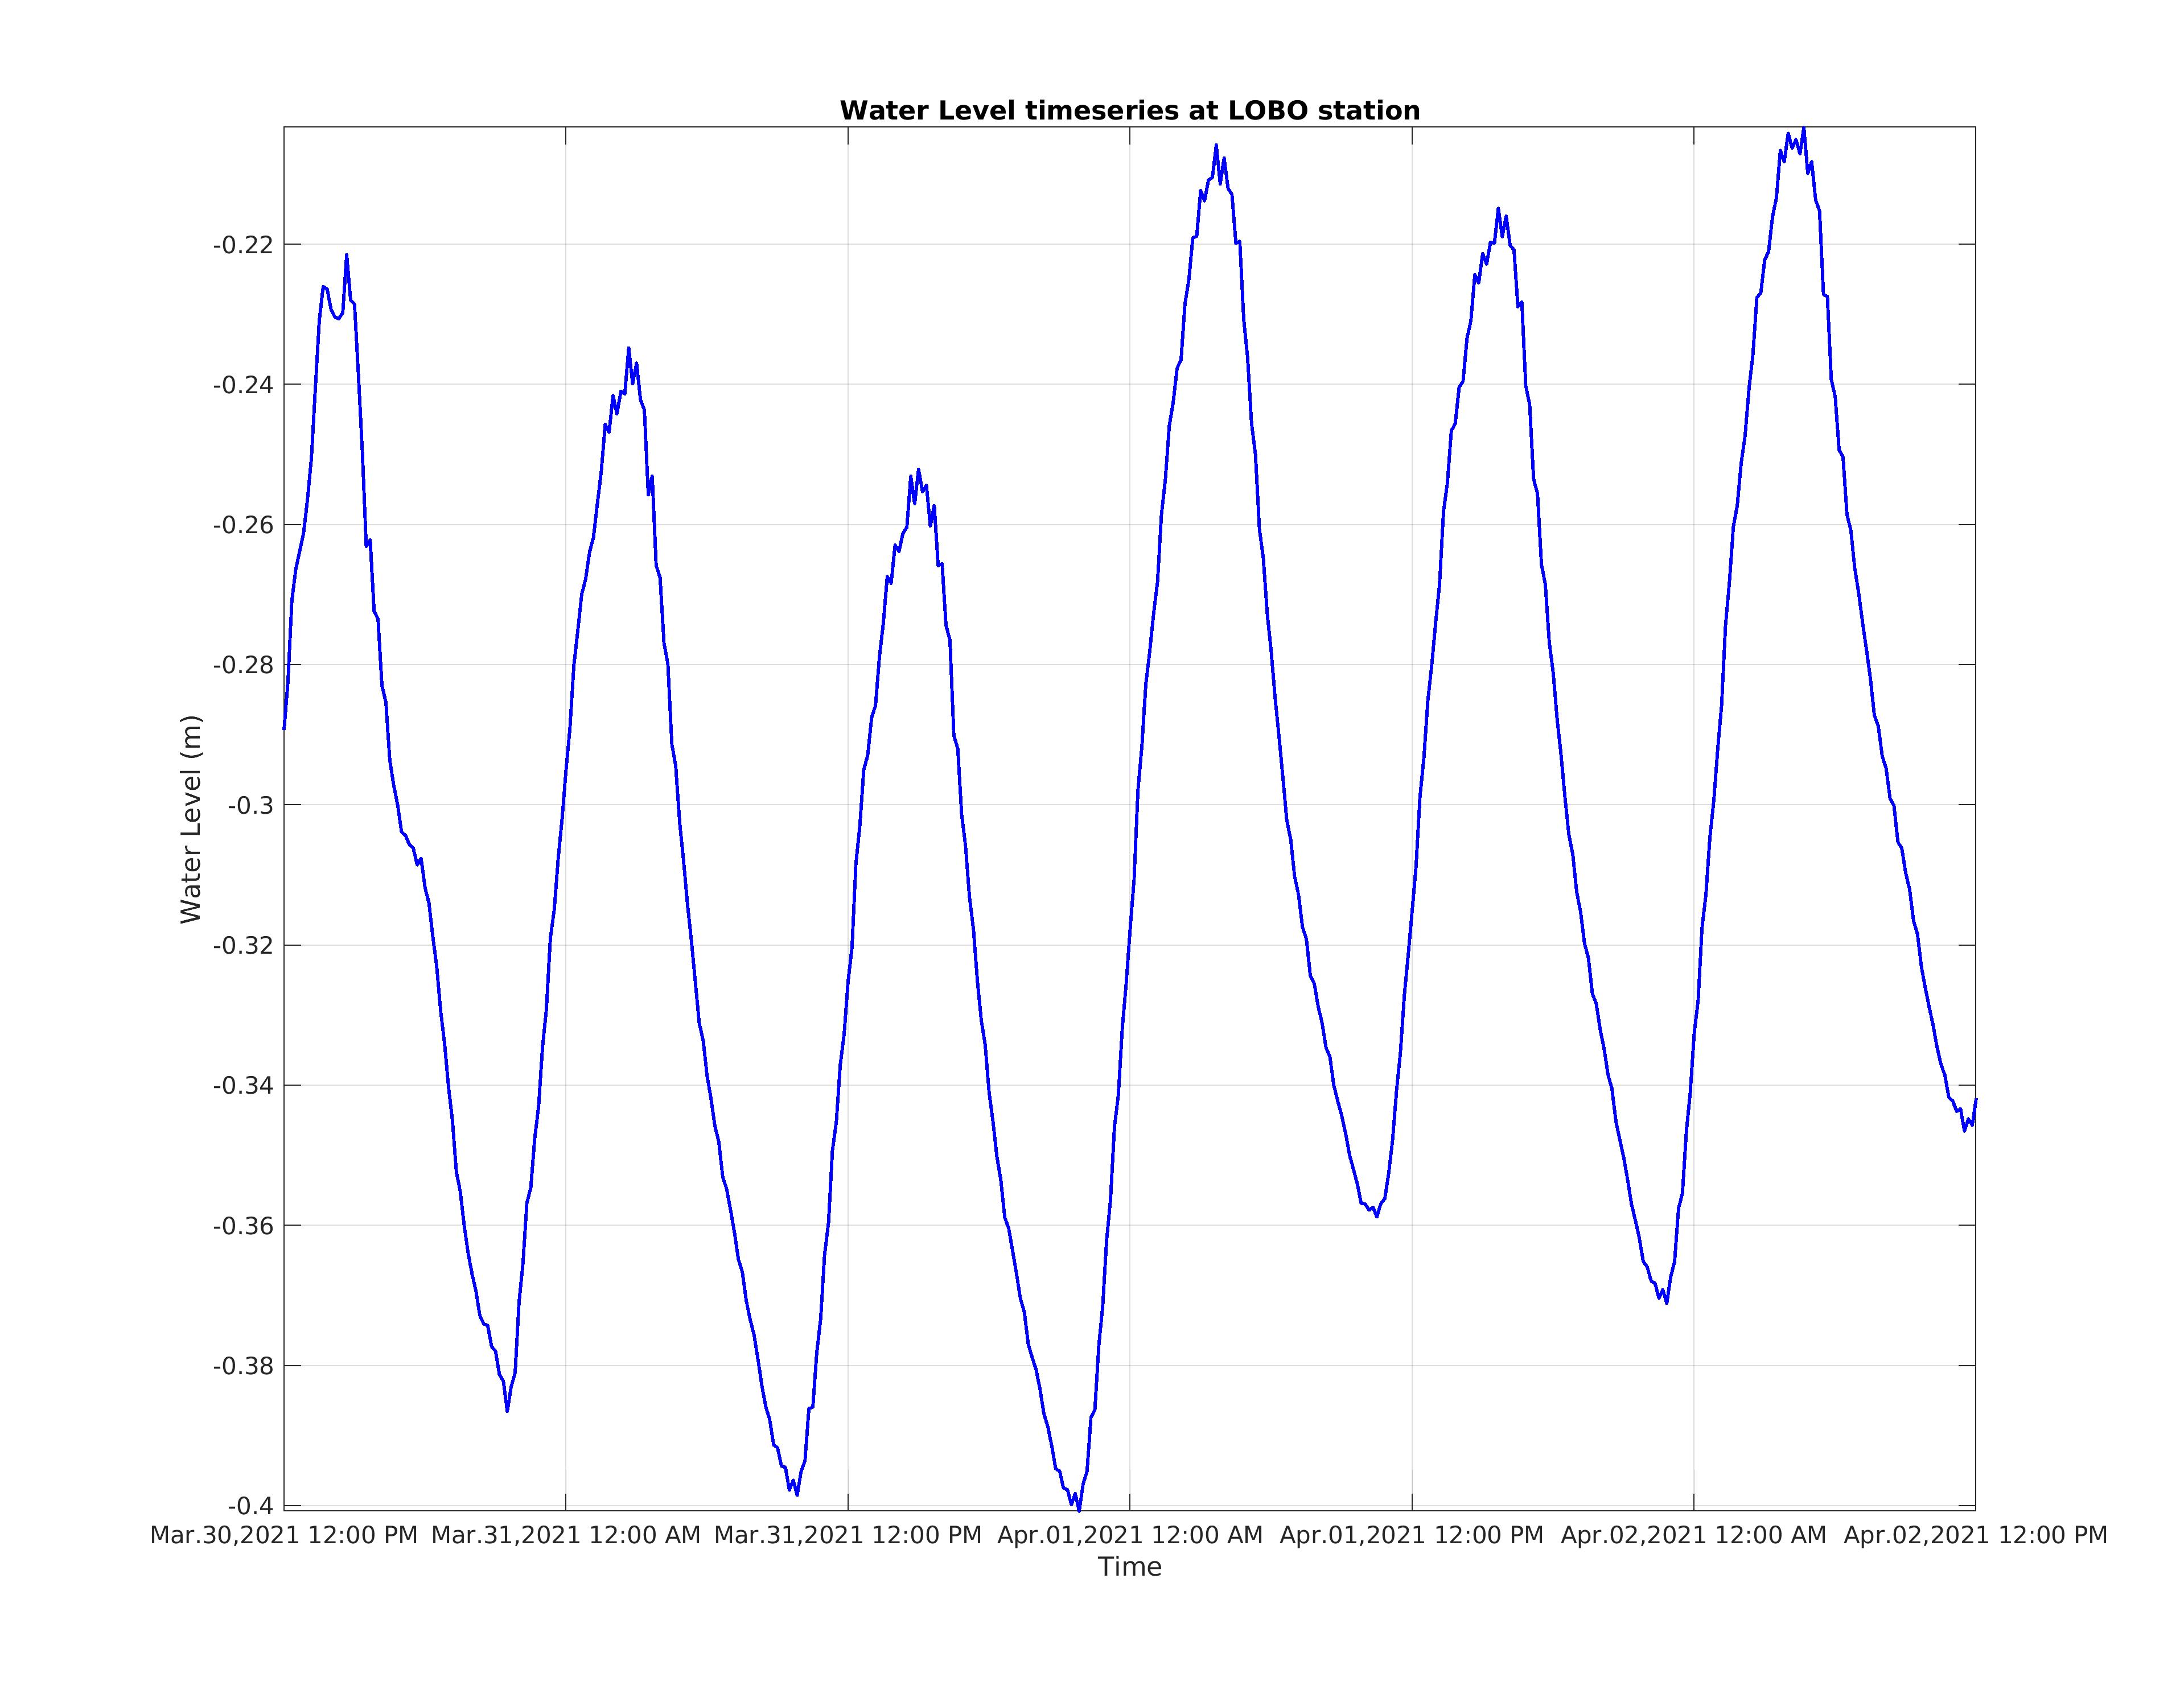 Water Level timeseries at LOBO station
-0.22
-0.24
-0.26
-0.28
-0.3
-0.32
-0.34
-0.36
-0.38
-0.4
Water Level (m)
Mar.30,2021 12:00 PM Mar.31,2021 12:00 AM Mar.31,2021 12:00 PM Apr.01,2021 12:00 AM Apr.01,2021 12:00 PM Apr.02,2021 12:00 AM Apr.02,2021 12:00 PM
Time